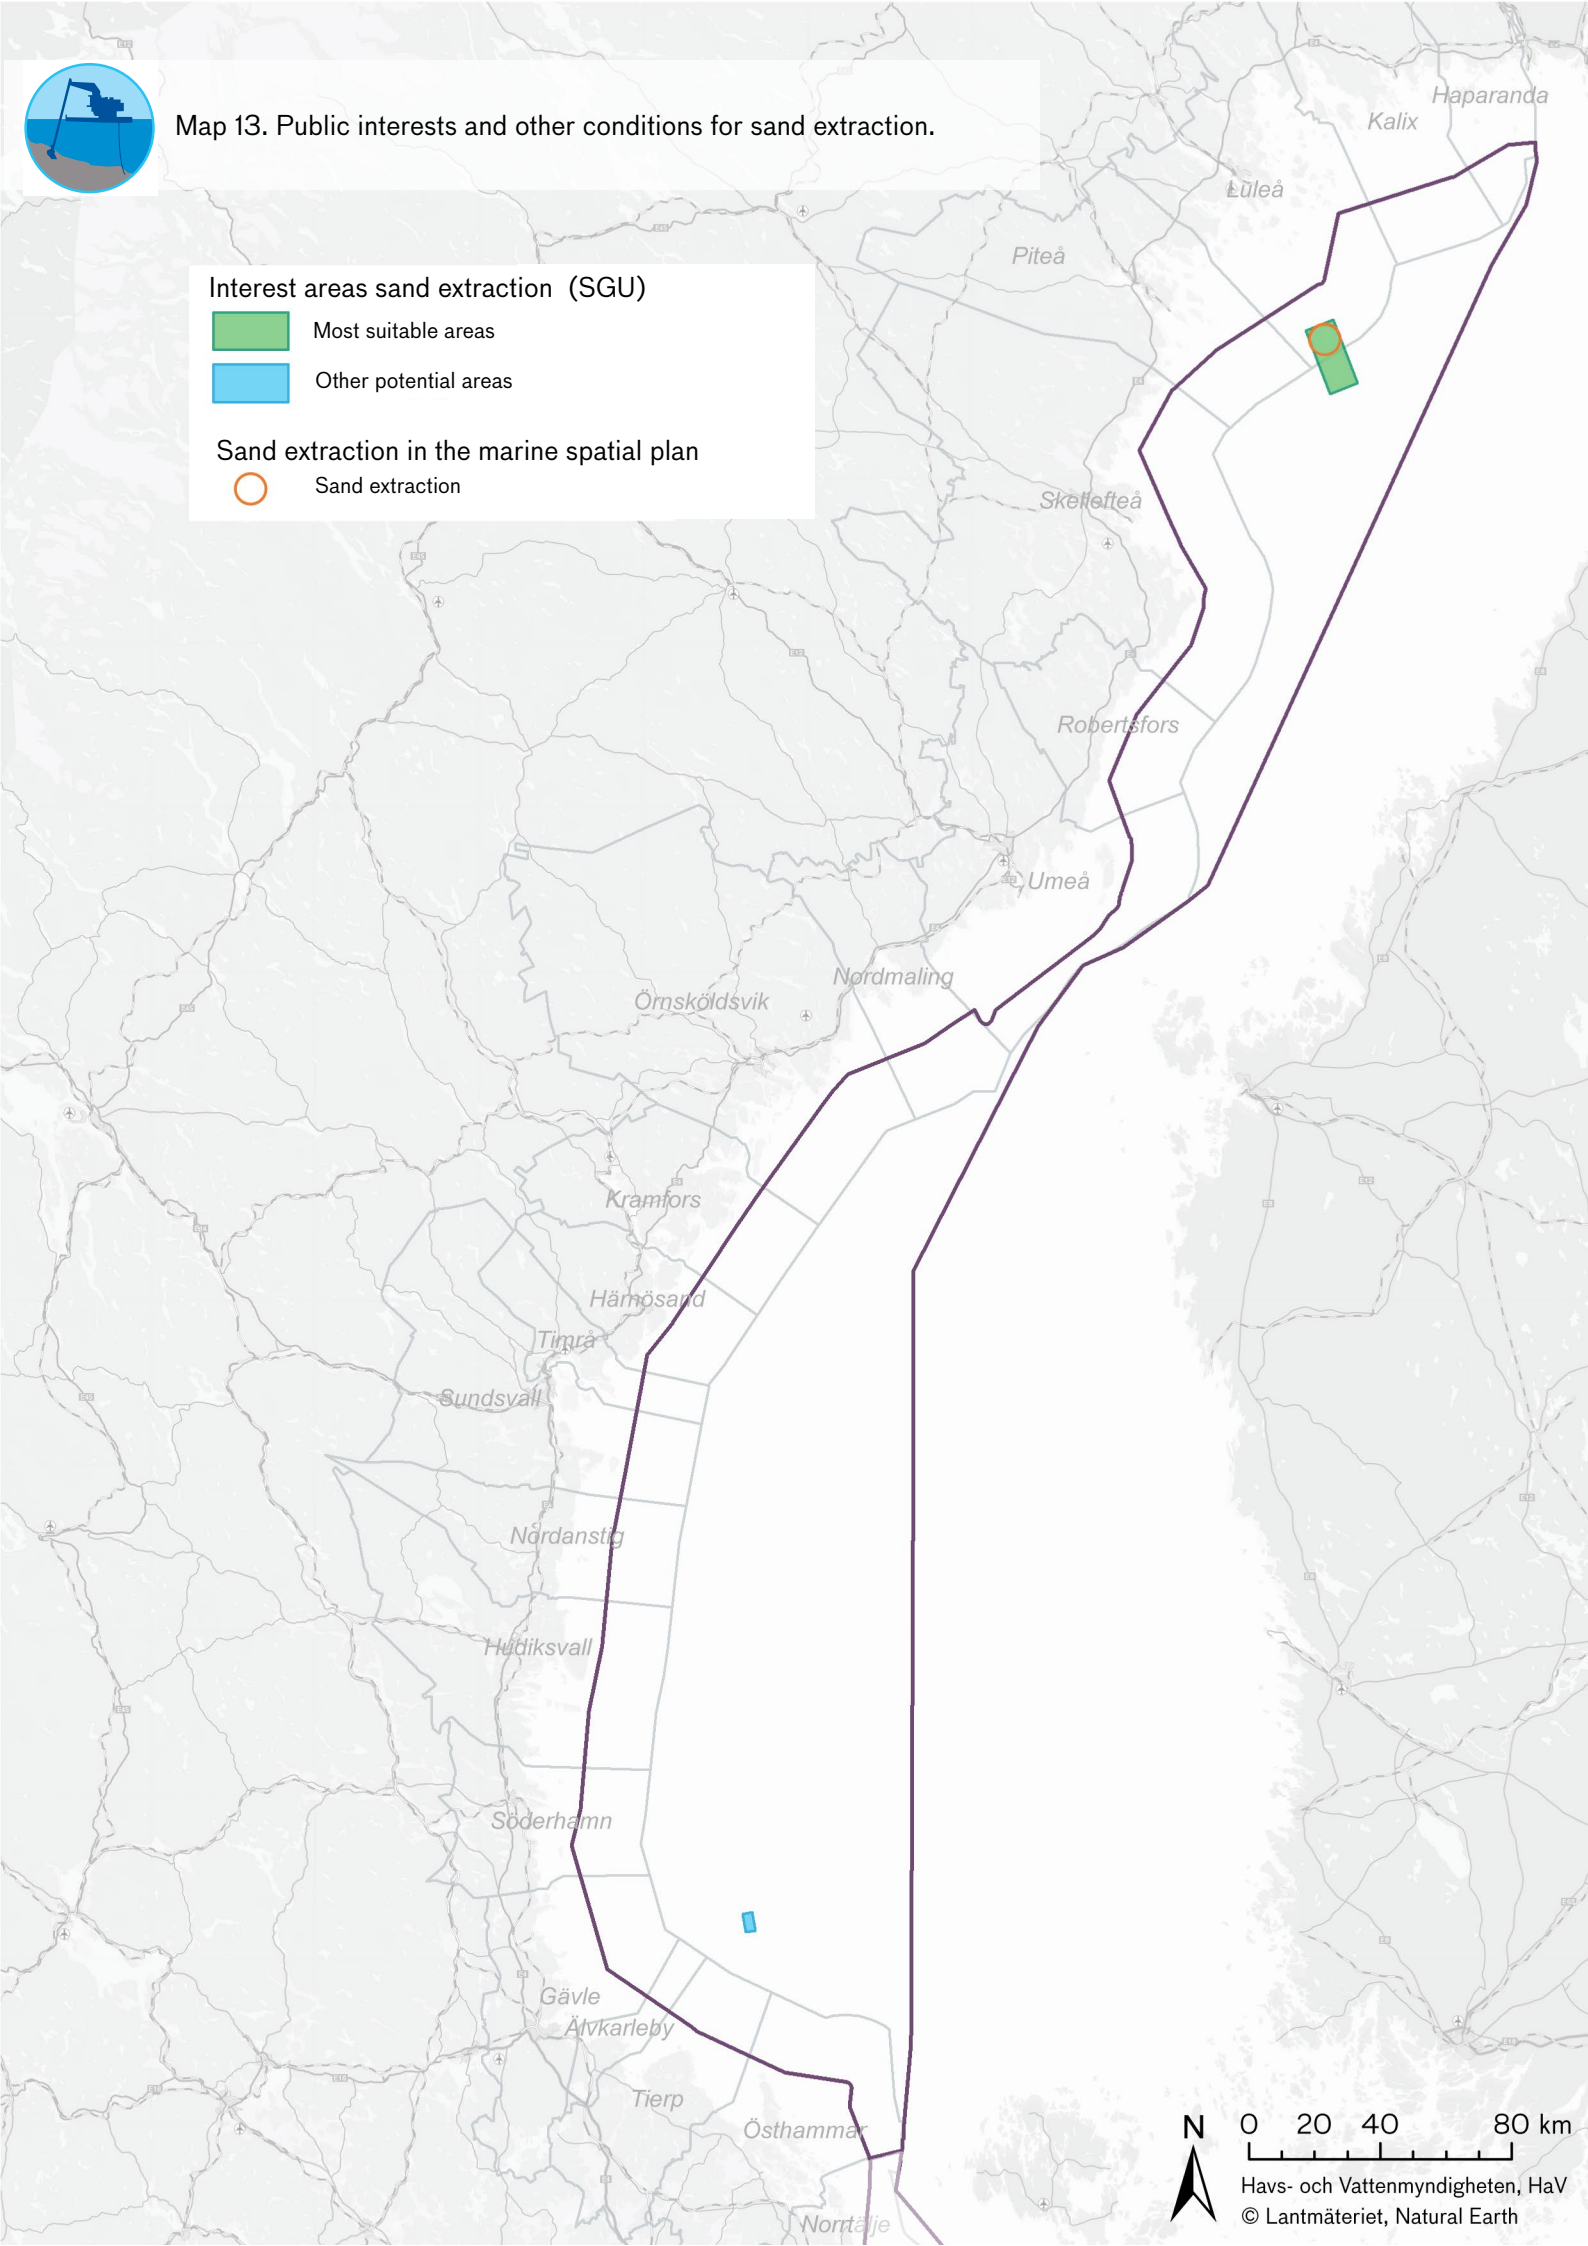 Map 13. Public interests and other conditions for sand extraction.
Interest areas sand extraction (SGU)
Most suitable areas
Other potential areas
Sand extraction in the marine spatial plan
Sand extraction
Haparanda
Kalix
Luleå
Piteå
Skellefteå
Robertsfors
Umeå
Nordmaling
Örnsköldsvik
Kramfors
Härnösand
Timrå
Sundsvall
Nordanstig
Hudiksvall
Söderhamn
Gävle
Älvkarleby
Tierp
Östhammar
Norrtälje
N 0 20 40 80 km
Havs- och Vattenmyndigheten, HaV
© Lantmäteriet, Natural Earth